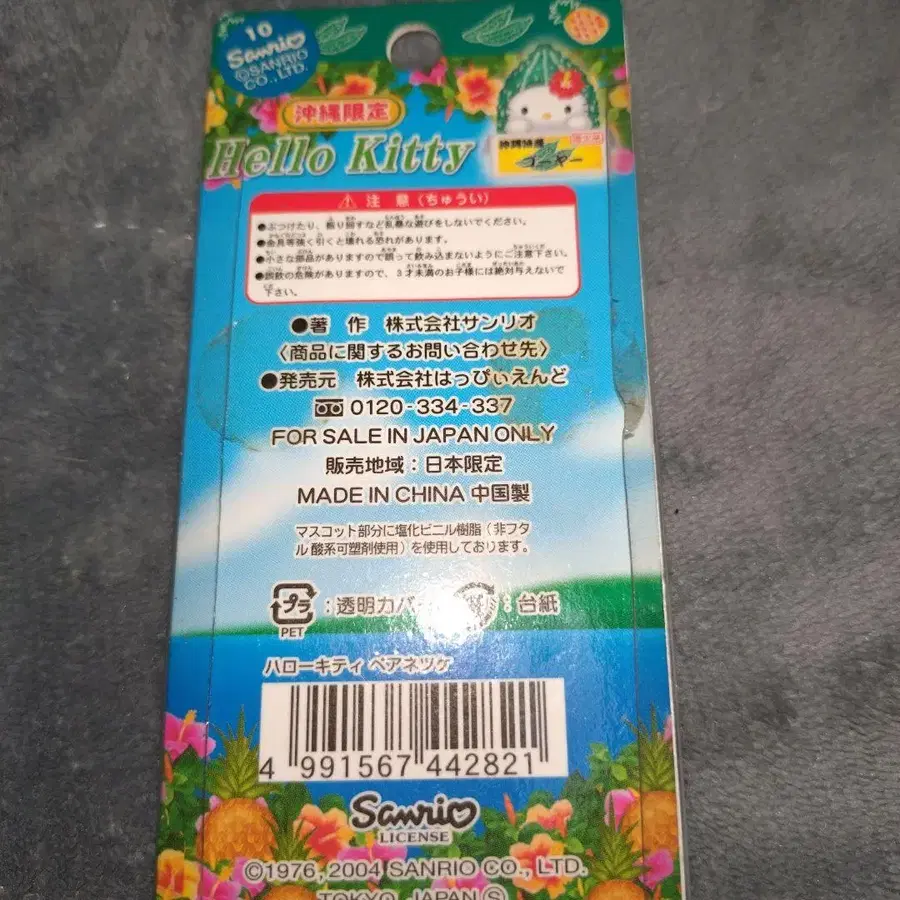 10
Sanrio
©SANRIO
CO.,LTD.
沖縄限定
Hello Kitty
沖縄特産
ゴーヤー
⚠ 注 意 (ちゅうい)
●ぶつけたり、振り回すなど乱暴な遊びをしないでください。
●金具等強く引くと壊れる恐れがあります。
●小さな部品がありますので誤って飲み込まないようにご注意下さい。
●誤飲の危険がありますので、3才未満のお子様には絶対与えないで
下さい。
●著 作 株式会社サンリオ
〈商品に関するお問い合わせ先〉
●発売元 株式会社はっぴぃえんど
0120-334-337
FOR SALE IN JAPAN ONLY
販売地域:日本限定
MADE IN CHINA 中国製
マスコット部分に塩化ビニル樹脂(非フタ
ル酸系可塑剤使用)を使用しております。
プラ :透明カバ :台紙
PET
ハローキティ ペアネツケ
4 991567 442821
Sanrio
LICENSE
©1976, 2004 SANRIO CO., LTD.
TOKYO, JAPAN Ⓢ